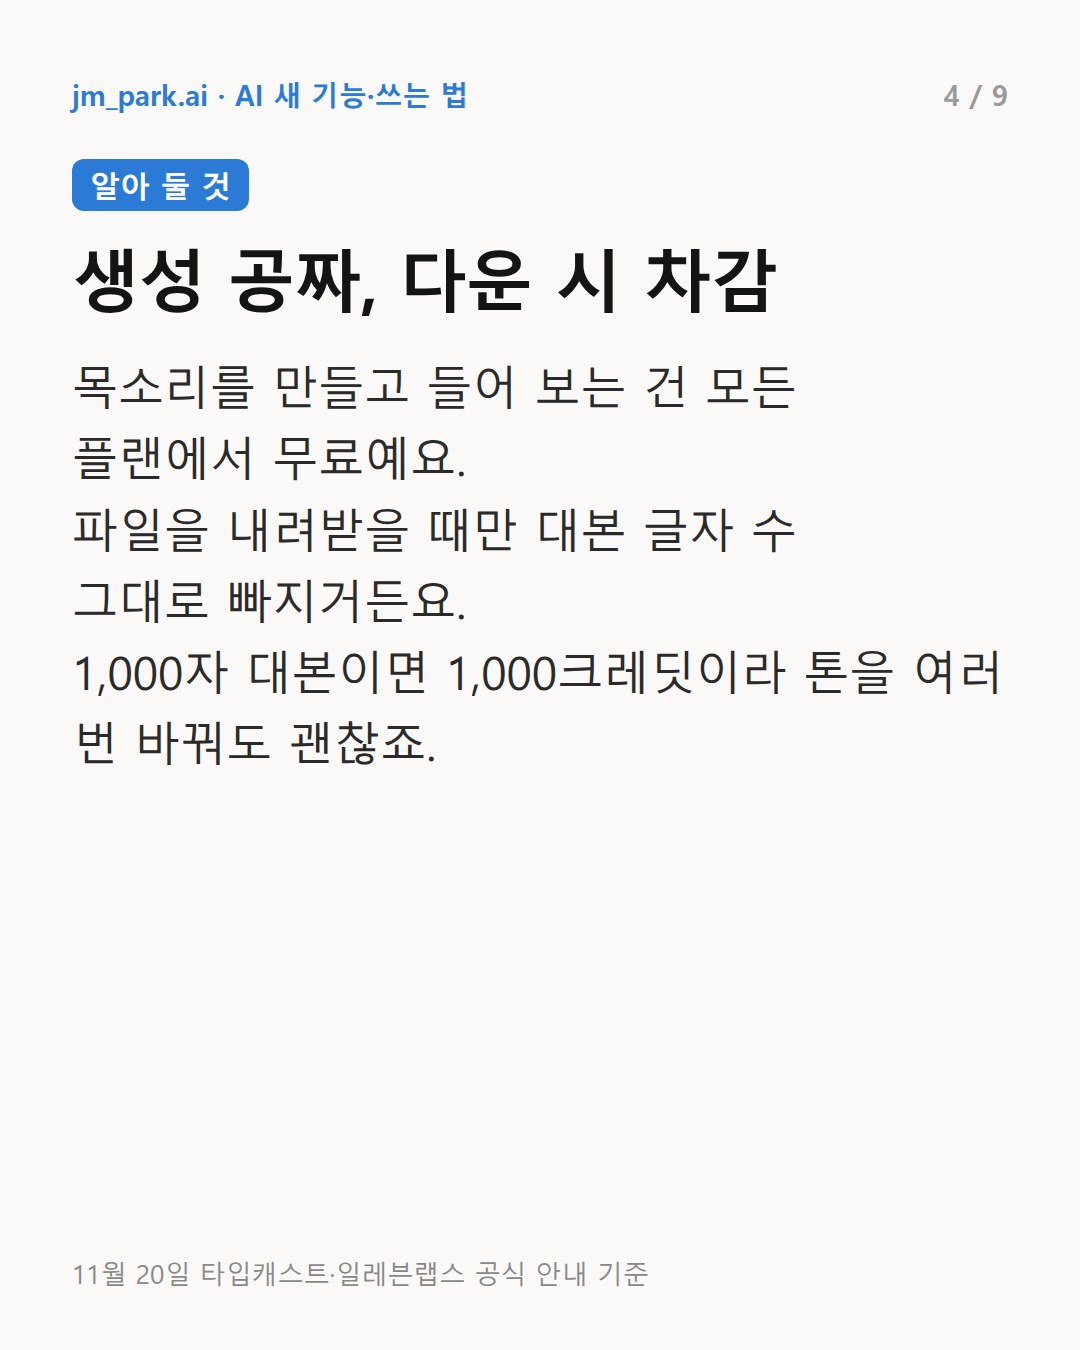 jm_park.ai · AI 새 기능·쓰는 법
4 / 9
알아 둘 것
생성 공짜, 다운 시 차감
목소리를 만들고 들어 보는 건 모든
플랜에서 무료예요.
파일을 내려받을 때만 대본 글자 수
그대로 빠지거든요.
1,000자 대본이면 1,000크레딧이라 톤을 여러
번 바꿔도 괜찮죠.
11월 20일 타입캐스트·일레븐랩스 공식 안내 기준